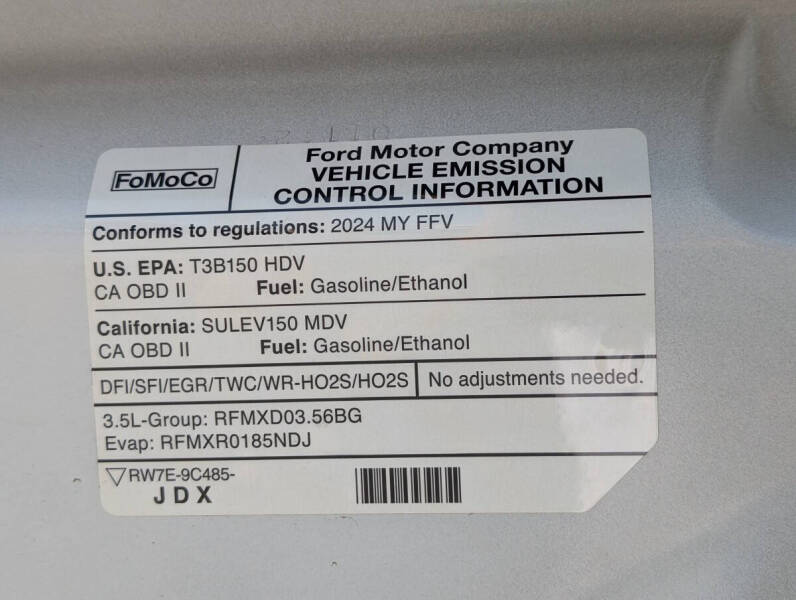 FoMoCo
Ford Motor Company
VEHICLE EMISSION
CONTROL INFORMATION
Conforms to regulations: 2024 MY FFV
U.S. EPA: T3B150 HDV
CA OBD II Fuel: Gasoline/Ethanol
California: SULEV150 MDV
CA OBD II Fuel: Gasoline/Ethanol
DFI/SFI/EGR/TWC/WR-HO2S/HO2S No adjustments needed.
3.5L-Group: RFMXD03.56BG
Evap: RFMXR0185NDJ
RW7E-9C485-
JDX